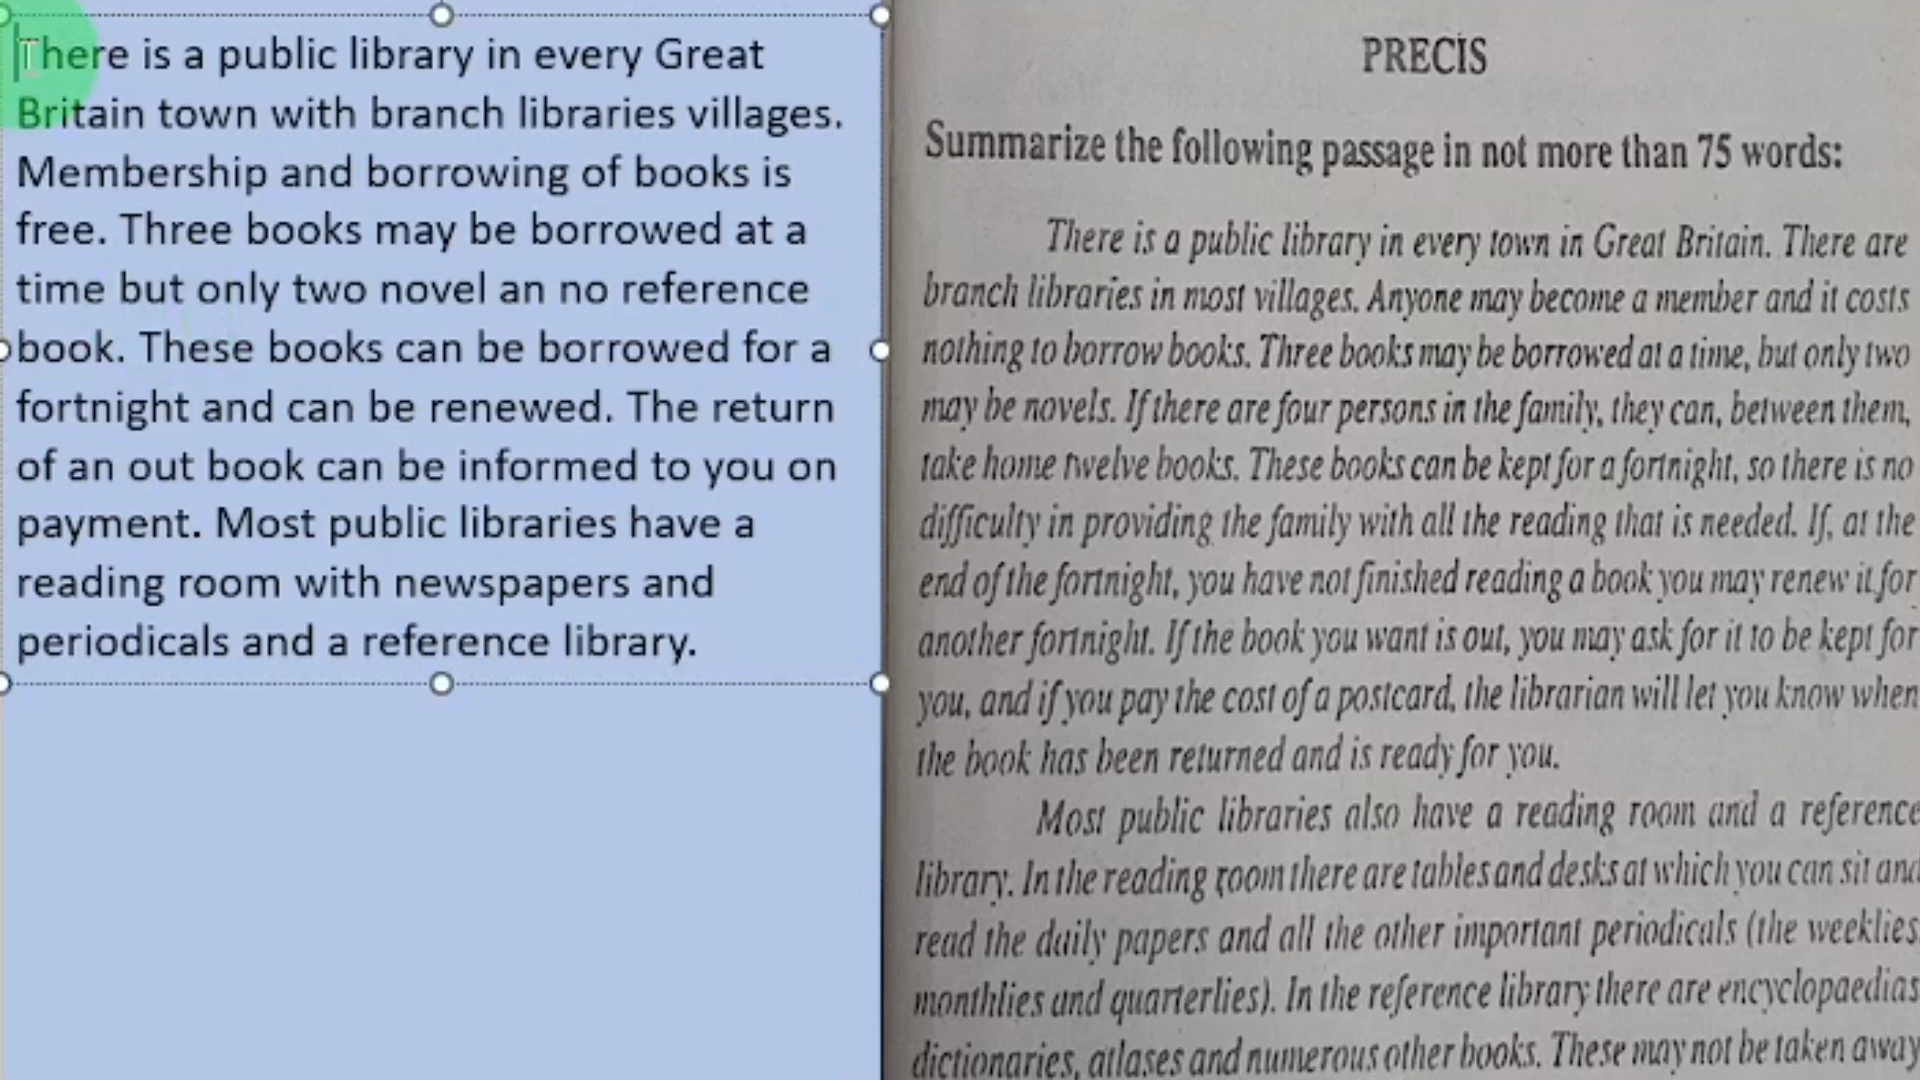 There is a public library in every Great
Britain town with branch libraries villages.
Membership and borrowing of books is
free. Three books may be borrowed at a
time but only two novel an no reference
book. These books can be borrowed for a
fortnight and can be renewed. The return
of an out book can be informed to you on
payment. Most public libraries have a
reading room with newspapers and
periodicals and a reference library.
PRECIS
Summarize the following passage in not more than 75 words:
There is a public library in every town in Great Britain. There are
branch libraries in most villages. Anyone may become a member and it costs
nothing to borrow books. Three books may be borrowed at a time, but only two
may be novels. If there are four persons in the family, they can, between them,
take home twelve books. These books can be kept for a fortnight, so there is no
difficulty in providing the family with all the reading that is needed. If, at the
end of the fortnight, you have not finished reading a book you may renew it for
another fortnight. If the book you want is out, you may ask for it to be kept for
you, and if you pay the cost of a postcard, the librarian will let you know when
the book has been returned and is ready for you.
Most public libraries also have a reading room and a reference
library. In the reading room there are tables and desks at which you can sit and
read the daily papers and all the other important periodicals (the weeklies,
monthlies and quarterlies). In the reference library there are encyclopaedias
dictionaries, atlases and numerous other books. These may not be taken away